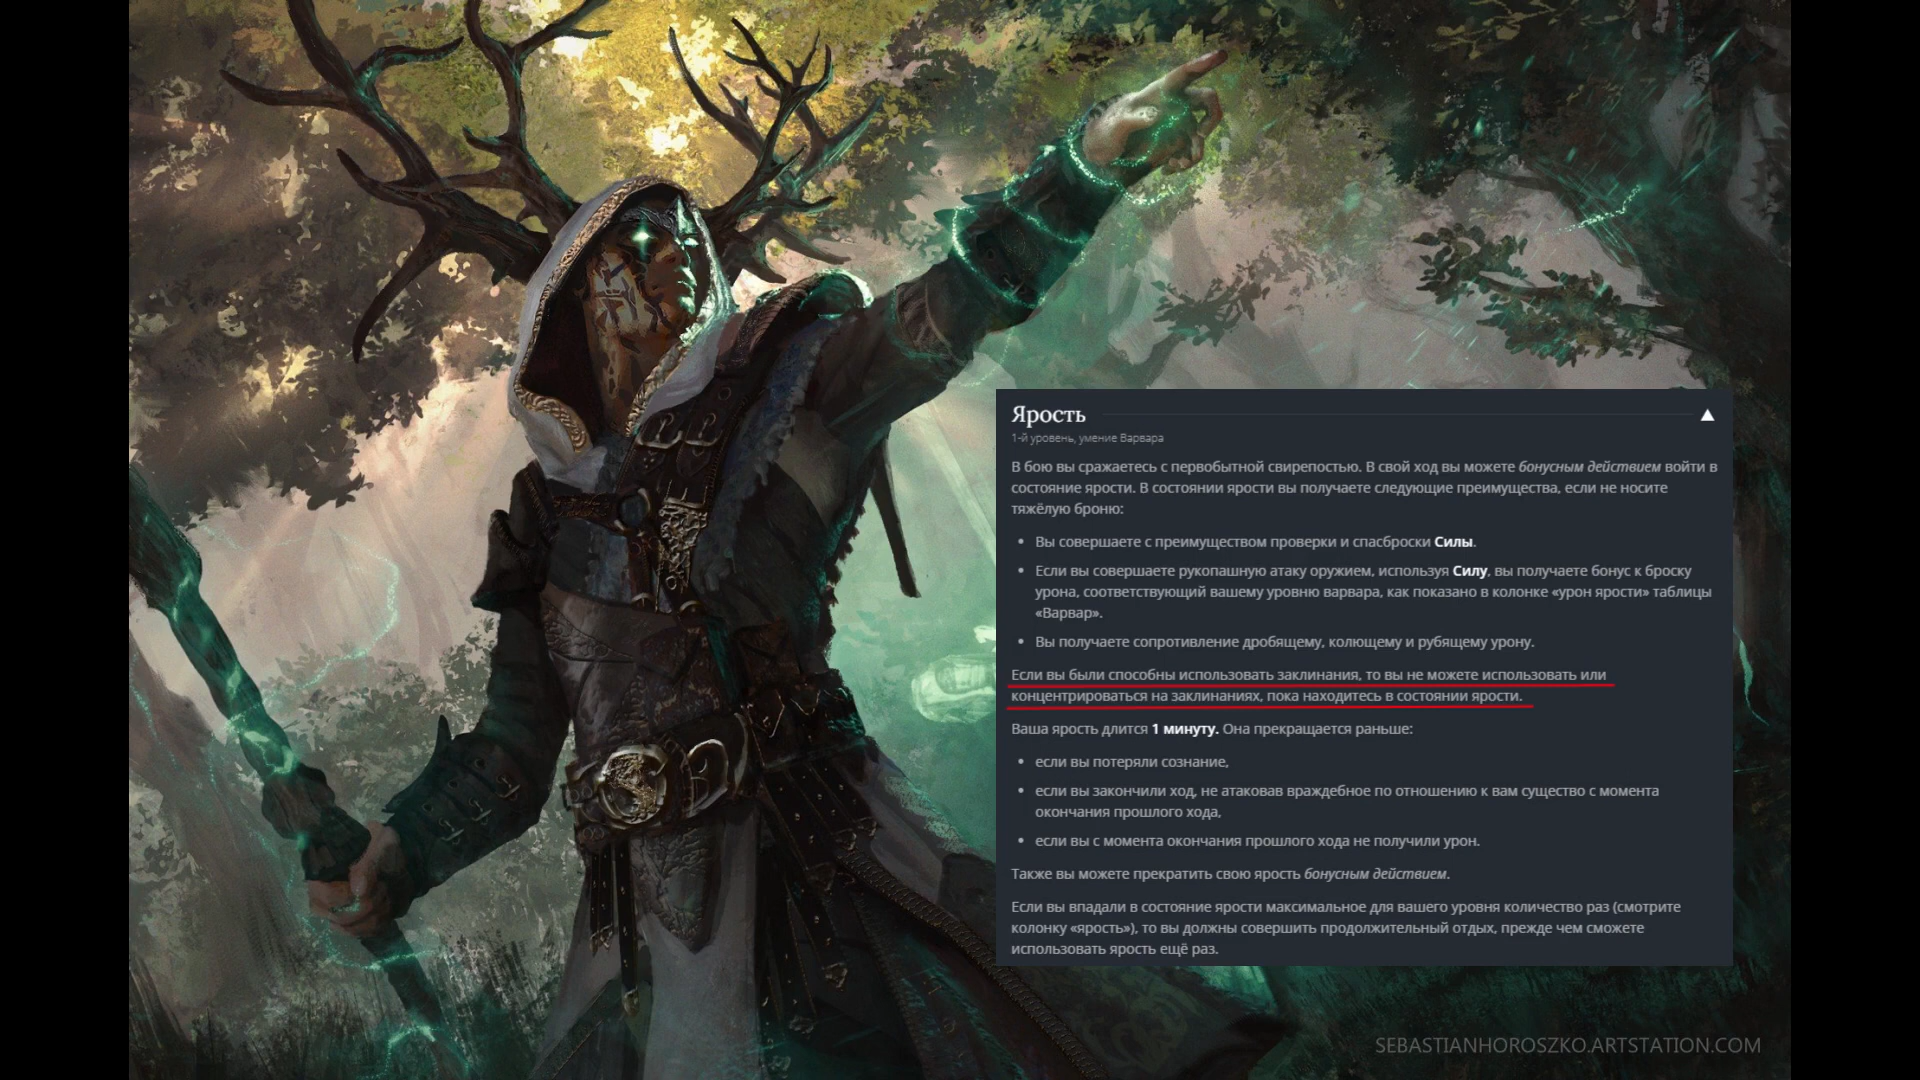 Ярость
1-й уровень, умение Варвара
В бою вы сражаетесь с первобытной свирепостью. В свой ход вы можете бонусным действием войти в
состояние ярости. В состоянии ярости вы получаете следующие преимущества, если не носите
тяжёлую броню:
• Вы совершаете с преимуществом проверки и спасброски Силы.
• Если вы совершаете рукопашную атаку оружием, используя Силу, вы получаете бонус к броску
урона, соответствующий вашему уровню варвара, как показано в колонке «урон ярости» таблицы
«Варвар».
• Вы получаете сопротивление дробящему, колющему и рубящему урону.
Если вы были способны использовать заклинания, то вы не можете использовать или
концентрироваться на заклинаниях, пока находитесь в состоянии ярости.
Ваша ярость длится 1 минуту. Она прекращается раньше:
• если вы потеряли сознание,
• если вы закончили ход, не атаковав враждебное по отношению к вам существо с момента
окончания прошлого хода,
• если вы с момента окончания прошлого хода не получили урон.
Также вы можете прекратить свою ярость бонусным действием.
Если вы впадали в состояние ярости максимальное для вашего уровня количество раз (смотрите
колонку «ярость»), то вы должны совершить продолжительный отдых, прежде чем сможете
использовать ярость ещё раз.
SEBASTIANHOROSZKO.ARTSTATION.COM